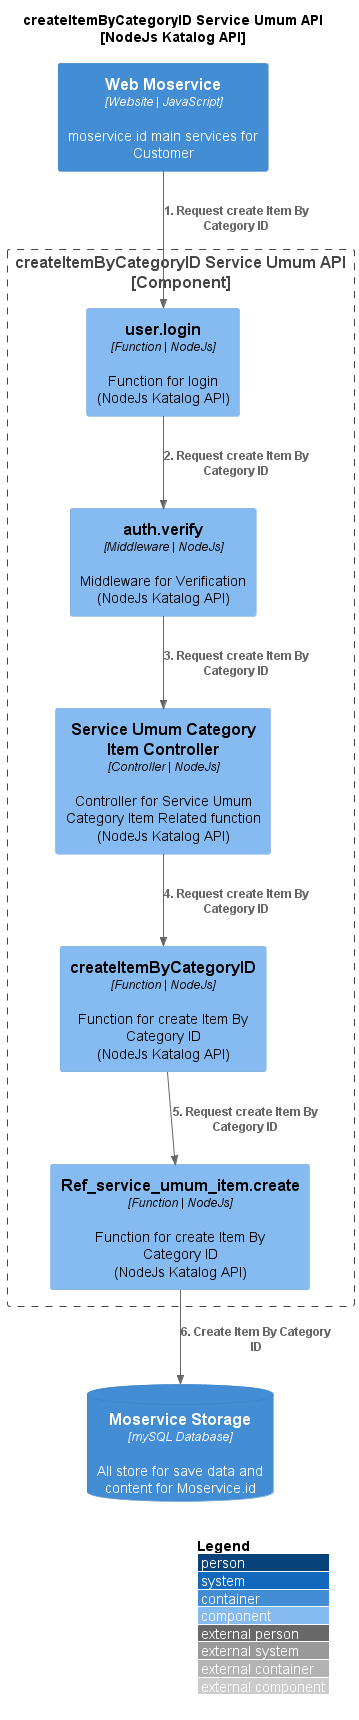 createItemByCategoryID Service Umum API
[NodeJs Katalog API]
Web Moservice
[Website | JavaScript]
moservice.id main services for
Customer
1. Request create Item By
Category ID
createItemByCategoryID Service Umum API
[Component]
user.login
[Function | NodeJs]
Function for login
(NodeJs Katalog API)
2. Request create Item By
Category ID
auth.verify
[Middleware | NodeJs]
Middleware for Verification
(NodeJs Katalog API)
3. Request create Item By
Category ID
Service Umum Category
Item Controller
[Controller | NodeJs]
Controller for Service Umum
Category Item Related function
(NodeJs Katalog API)
4. Request create Item By
Category ID
createItemByCategoryID
[Function | NodeJs]
Function for create Item By
Category ID
(NodeJs Katalog API)
5. Request create Item By
Category ID
Ref_service_umum_item.create
[Function | NodeJs]
Function for create Item By
Category ID
(NodeJs Katalog API)
6. Create Item By Category
ID
Moservice Storage
[mySQL Database]
All store for save data and
content for Moservice.id
Legend
person
system
container
component
external person
external system
external container
external component